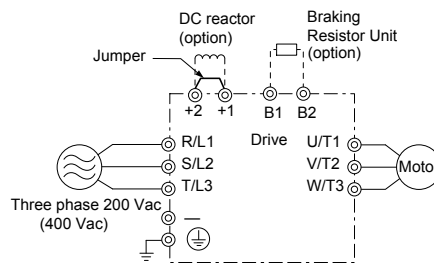 DC reactor
(option)
Braking
Resistor Unit
(option)
Jumper
+2
+1
B1
B2
R/L1
Drive
U/T1
S/L2
V/T2
Moto
T/L3
W/T3
Three phase 200 Vac
(400 Vac)
–